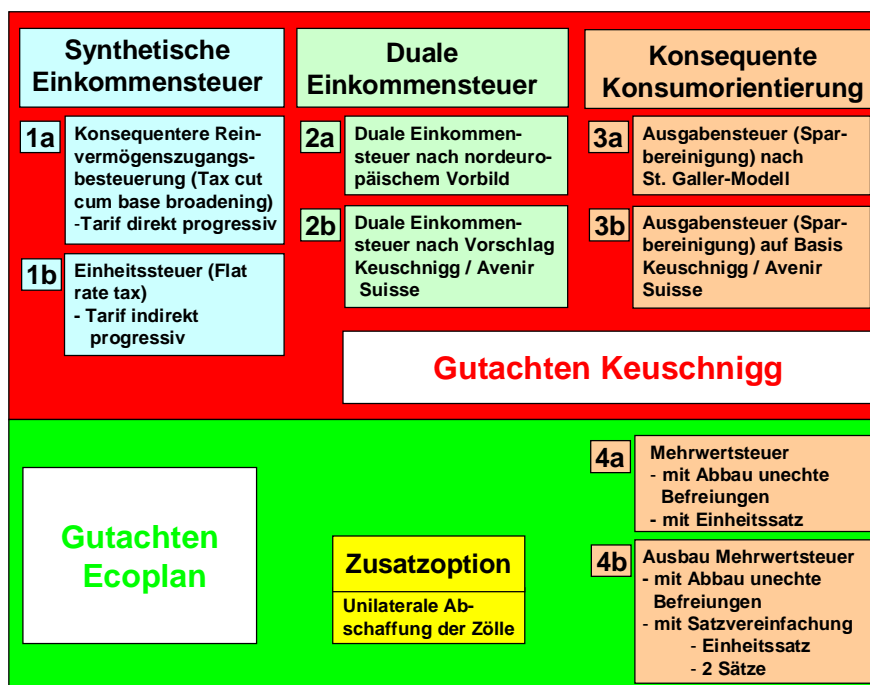 Synthetische
Einkommensteuer
Duale
Einkommensteuer
Konsequente
Konsumorientierung
1a
Konsequentere Rein-
vermögenszugangs-
besteuerung (Tax cut
cum base broadening)
-Tarif direkt progressiv
2a
Duale Einkommen-
steuer nach nordeuro-
päischem Vorbild
3a
Ausgabensteuer (Spar-
bereinigung) nach
St. Galler-Modell
1b
Einheitssteuer (Flat
rate tax)
- Tarif indirekt
progressiv
2b
Duale Einkommen-
steuer nach Vorschlag
Keuschnigg / Avenir
Suisse
3b
Ausgabensteuer (Spar-
bereinigung) auf Basis
Keuschnigg / Avenir
Suisse
Gutachten Keuschnigg
Gutachten
Ecoplan
Zusatzoption
Unilaterale Ab-
schaffung der Zölle
4a
Mehrwertsteuer
- mit Abbau unechte
Befreiungen
- mit Einheitssatz
4b
Ausbau Mehrwertsteuer
- mit Abbau unechte
Befreiungen
- mit Satzvereinfachung
- Einheitssatz
- 2 Sätze